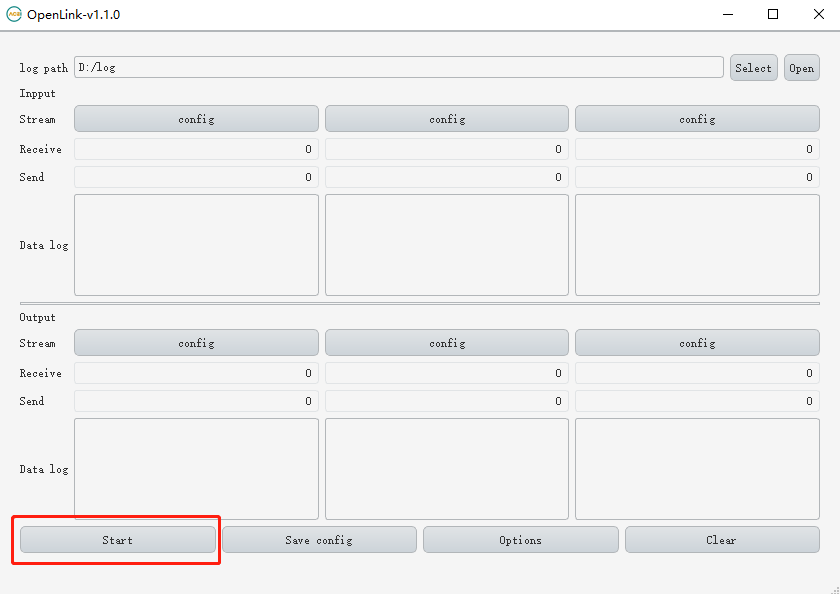 OpenLink-v1.1.0
log path D:/log Select Open
Inpput
Stream config config config
Receive 0 0 0
Send 0 0 0
Data log
Output
Stream config config config
Receive 0 0 0
Send 0 0 0
Data log
Start Save config Options Clear